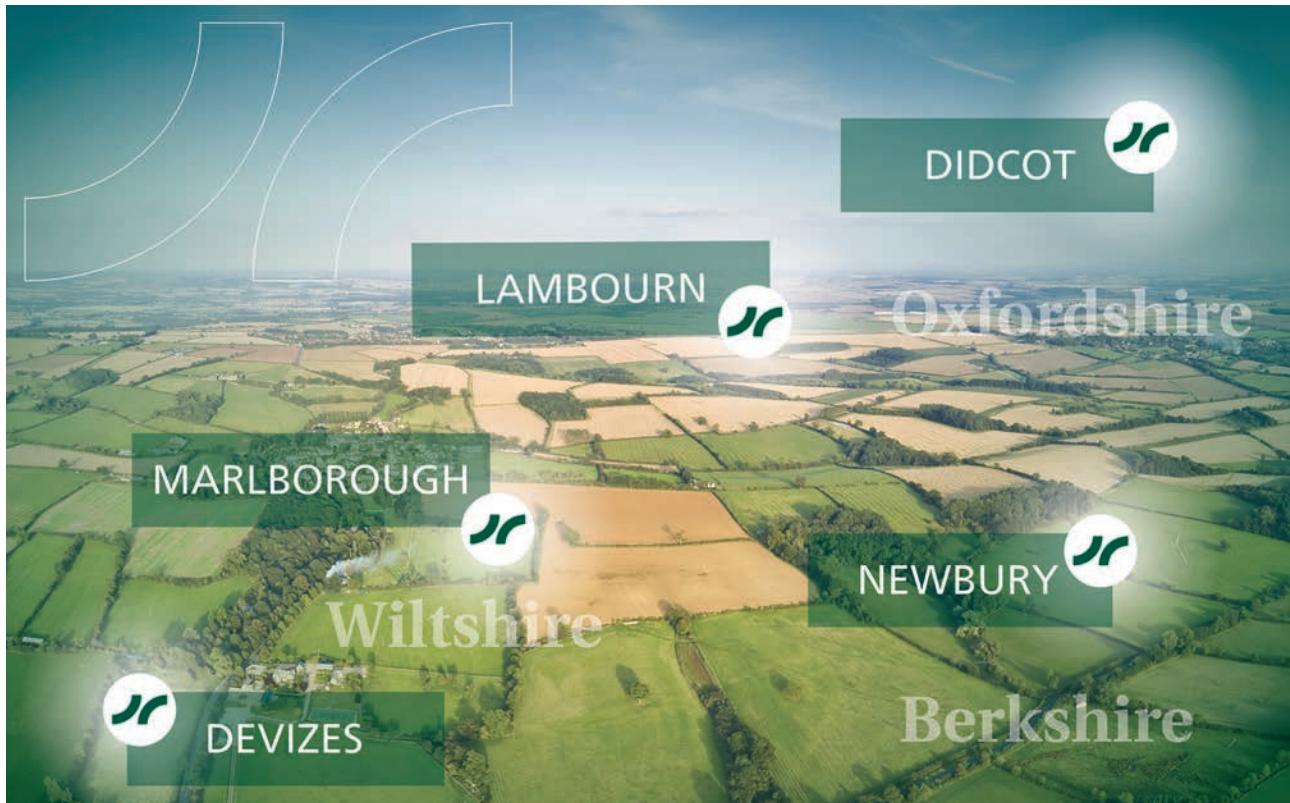 DIDCOT
LAMBOURN
Oxfordshire
MARLBOROUGH
NEWBURY
Wiltshire
Berkshire
DEVIZES